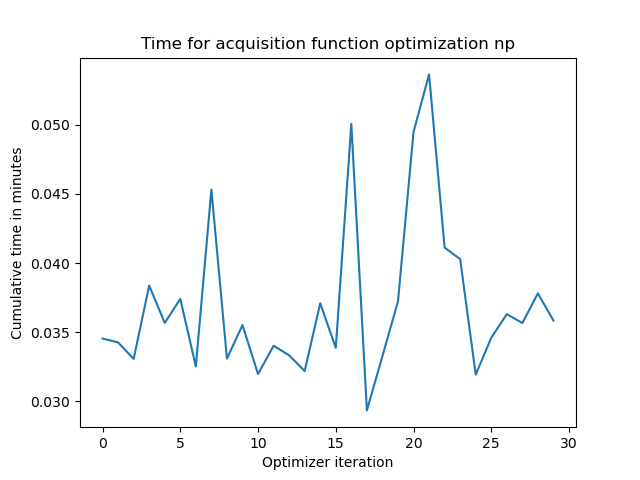 Time for acquisition function optimization np
Cumulative time in minutes
0.050
0.045
0.040
0.035
0.030
0 5 10 15 20 25 30
Optimizer iteration